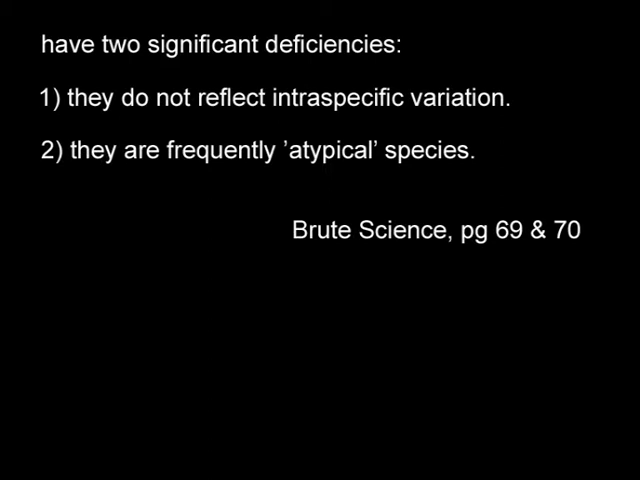 have two significant deficiencies:
1) they do not reflect intraspecific variation.
2) they are frequently ’atypical’ species.
Brute Science, pg 69 & 70